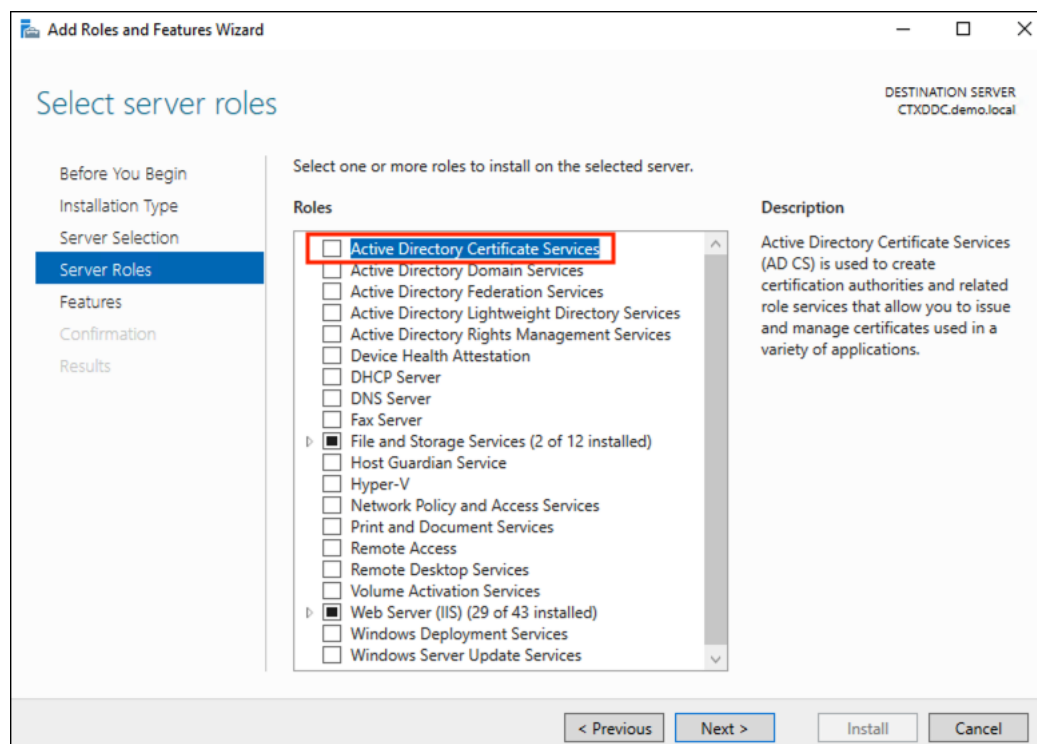 Add Roles and Features Wizard
Select server roles
DESTINATION SERVER
CTXDDC.demo.local
Before You Begin
Installation Type
Server Selection
Server Roles
Features
Confirmation
Results
Select one or more roles to install on the selected server.
Roles
Active Directory Certificate Services
Active Directory Domain Services
Active Directory Federation Services
Active Directory Lightweight Directory Services
Active Directory Rights Management Services
Device Health Attestation
DHCP Server
DNS Server
Fax Server
File and Storage Services (2 of 12 installed)
Host Guardian Service
Hyper-V
Network Policy and Access Services
Print and Document Services
Remote Access
Remote Desktop Services
Volume Activation Services
Web Server (IIS) (29 of 43 installed)
Windows Deployment Services
Windows Server Update Services
Description
Active Directory Certificate Services
(AD CS) is used to create
certification authorities and related
role services that allow you to issue
and manage certificates used in a
variety of applications.
< Previous
Next >
Install
Cancel